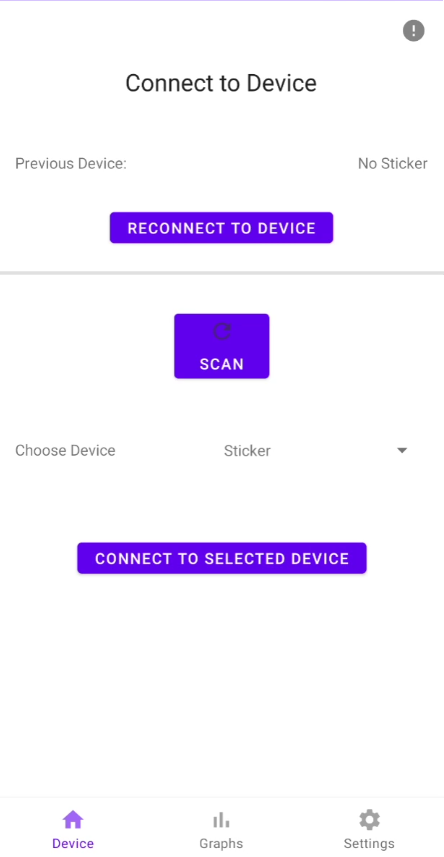 Connect to Device
Previous Device: No Sticker
RECONNECT TO DEVICE
SCAN
Choose Device Sticker
CONNECT TO SELECTED DEVICE
Device Graphs Settings